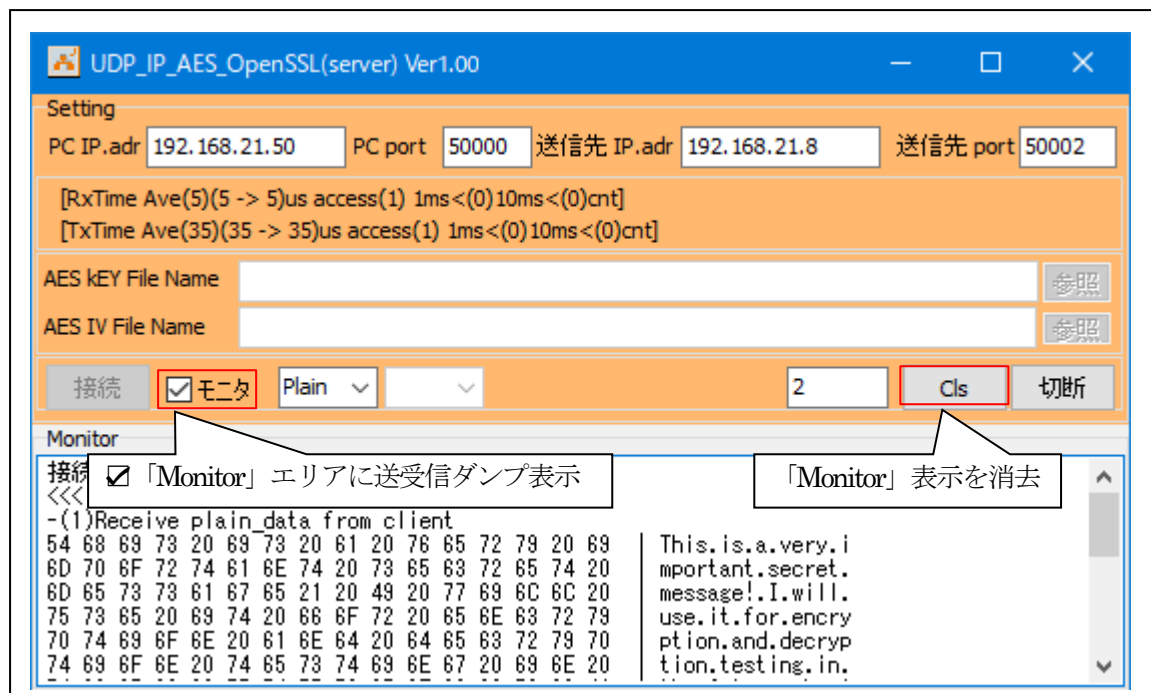 UDP_IP_AES_OpenSSL(server) Ver1.00
Setting
PC IP.adr 192.168.21.50 PC port 50000 送信先 IP.adr 192.168.21.8 送信先 port 50002
[RxTime Ave(5)(5 -> 5)us access(1) 1ms<(0)10ms<(0)cnt]
[TxTime Ave(35)(35 -> 35)us access(1) 1ms<(0)10ms<(0)cnt]
AES kEY File Name 参照
AES IV File Name 参照
接続 ☑ モニタ Plain 2 Cls 切断
Monitor
接続
☑「Monitor」エリアに送受信ダンプ表示
「Monitor」表示を消去
<<<
-(1)Receive plain_data from client
54 68 69 73 20 69 73 20 61 20 76 65 72 79 20 69 | This.is.a.very.i
6D 70 6F 72 74 61 6E 74 20 73 65 63 72 65 74 20 | mportant.secret.
6D 65 73 73 61 67 65 21 20 49 20 77 69 6C 6C 20 | message!.I.will.
75 73 65 20 69 74 20 66 6F 72 20 65 6E 63 72 79 | use.it.for.encry
70 74 69 6F 6E 20 61 6E 64 20 64 65 63 72 79 70 | ption.and.decryp
74 69 6F 6E 20 74 65 73 74 69 6E 67 20 69 6E 20 | tion.testing.in.